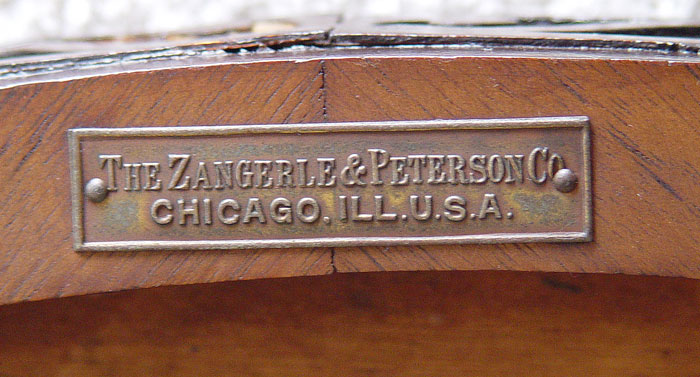 THE ZANGERLE & PETERSON CO
CHICAGO, ILL. U.S.A.